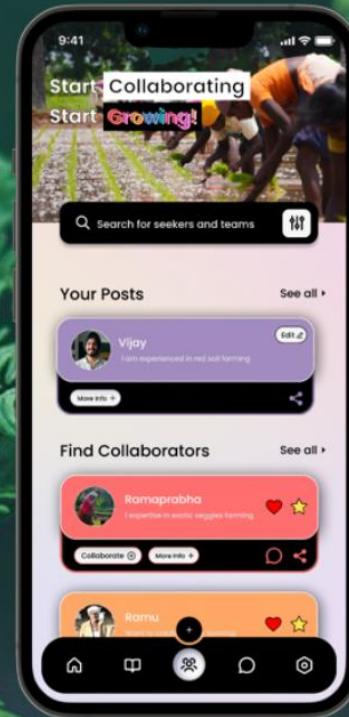 9:41
Start Collaborating
Start Growing!
Search for seekers and teams
Your Posts
See all
Vijay
Edit
I am experienced in red soil farming
More info +
Find Collaborators
See all
Ramaprabha
I expertise in exotic veggies farming
Collaborate
More info +
Ramu
farming
+